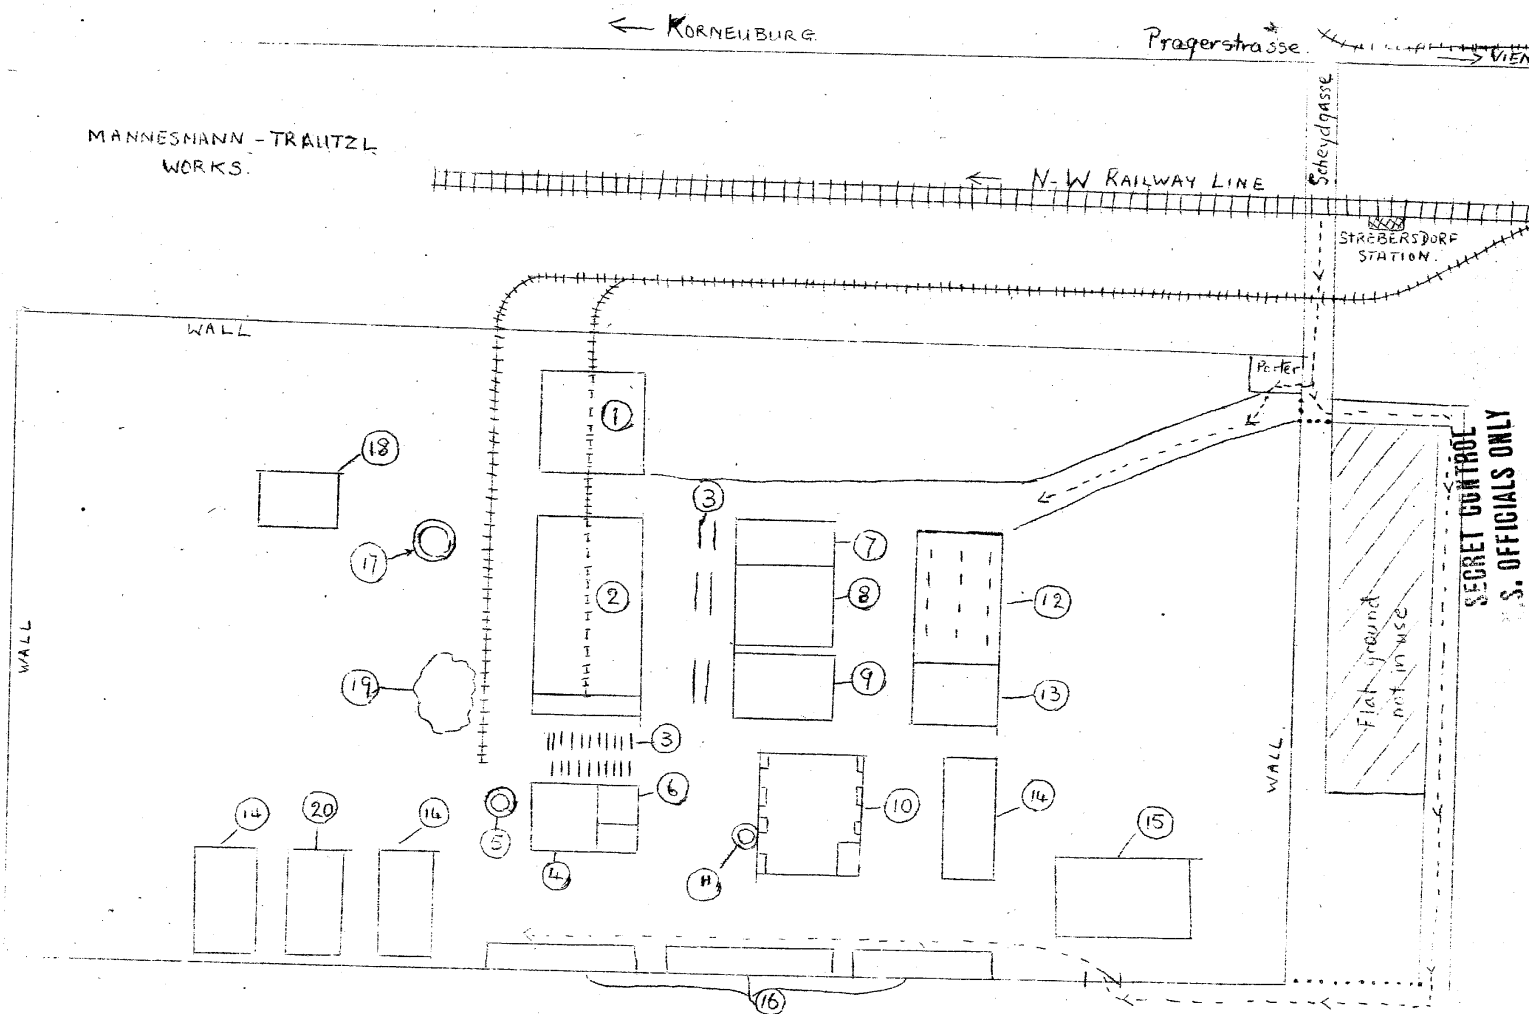 ← KORNEUBURG
Pragerstrasse.
→ VIEN
Scheydgasse
MANNESMANN - TRAUTZL
WORKS.
← N-W RAILWAY LINE
STREBERSDORF
STATION.
WALL
Porter
1
18
3
17
7
2
8
12
SECRET CONTROL
S. OFFICIALS ONLY
Flat ground
not in use
WALL
19
9
13
3
WALL
6
10
14
14
20
14
5
15
4
11
16